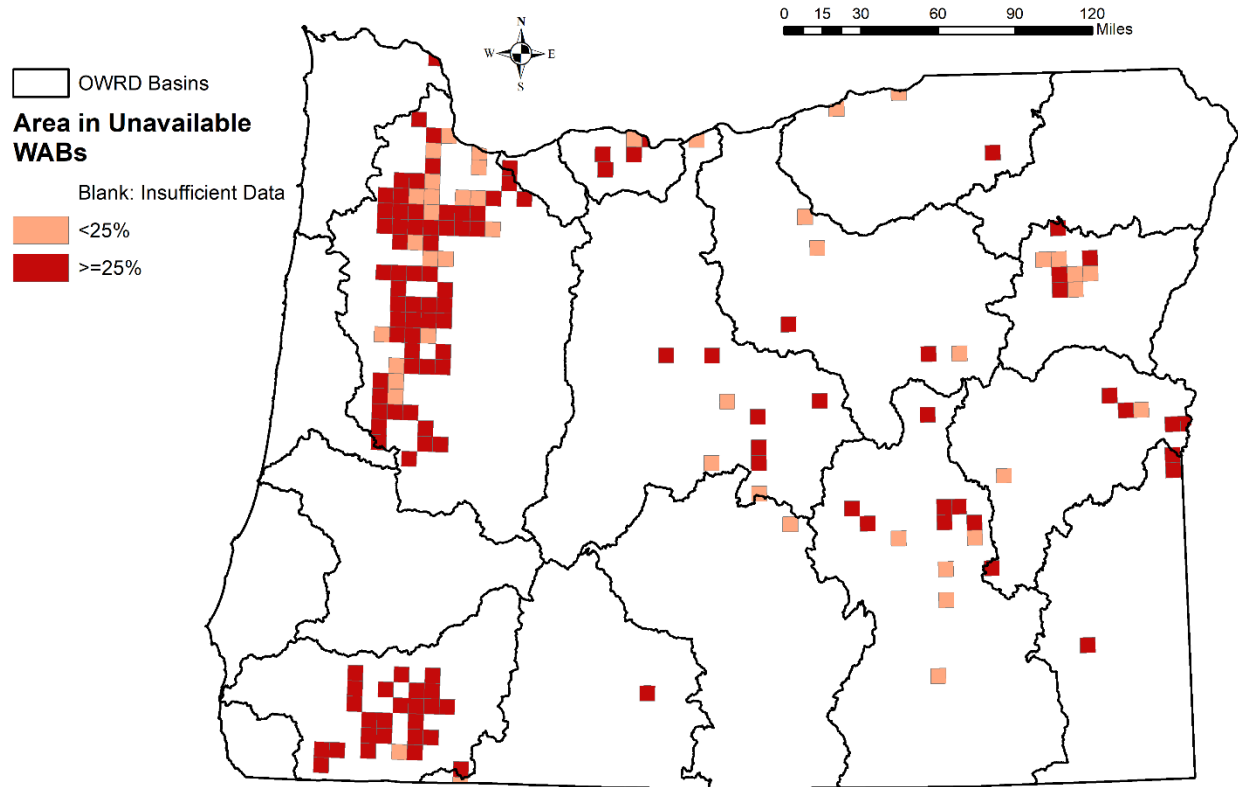 0 15 30 60 90 120
Miles
N
W E
S
OWRD Basins
Area in Unavailable
WABs
Blank: Insufficient Data
<25%
>=25%